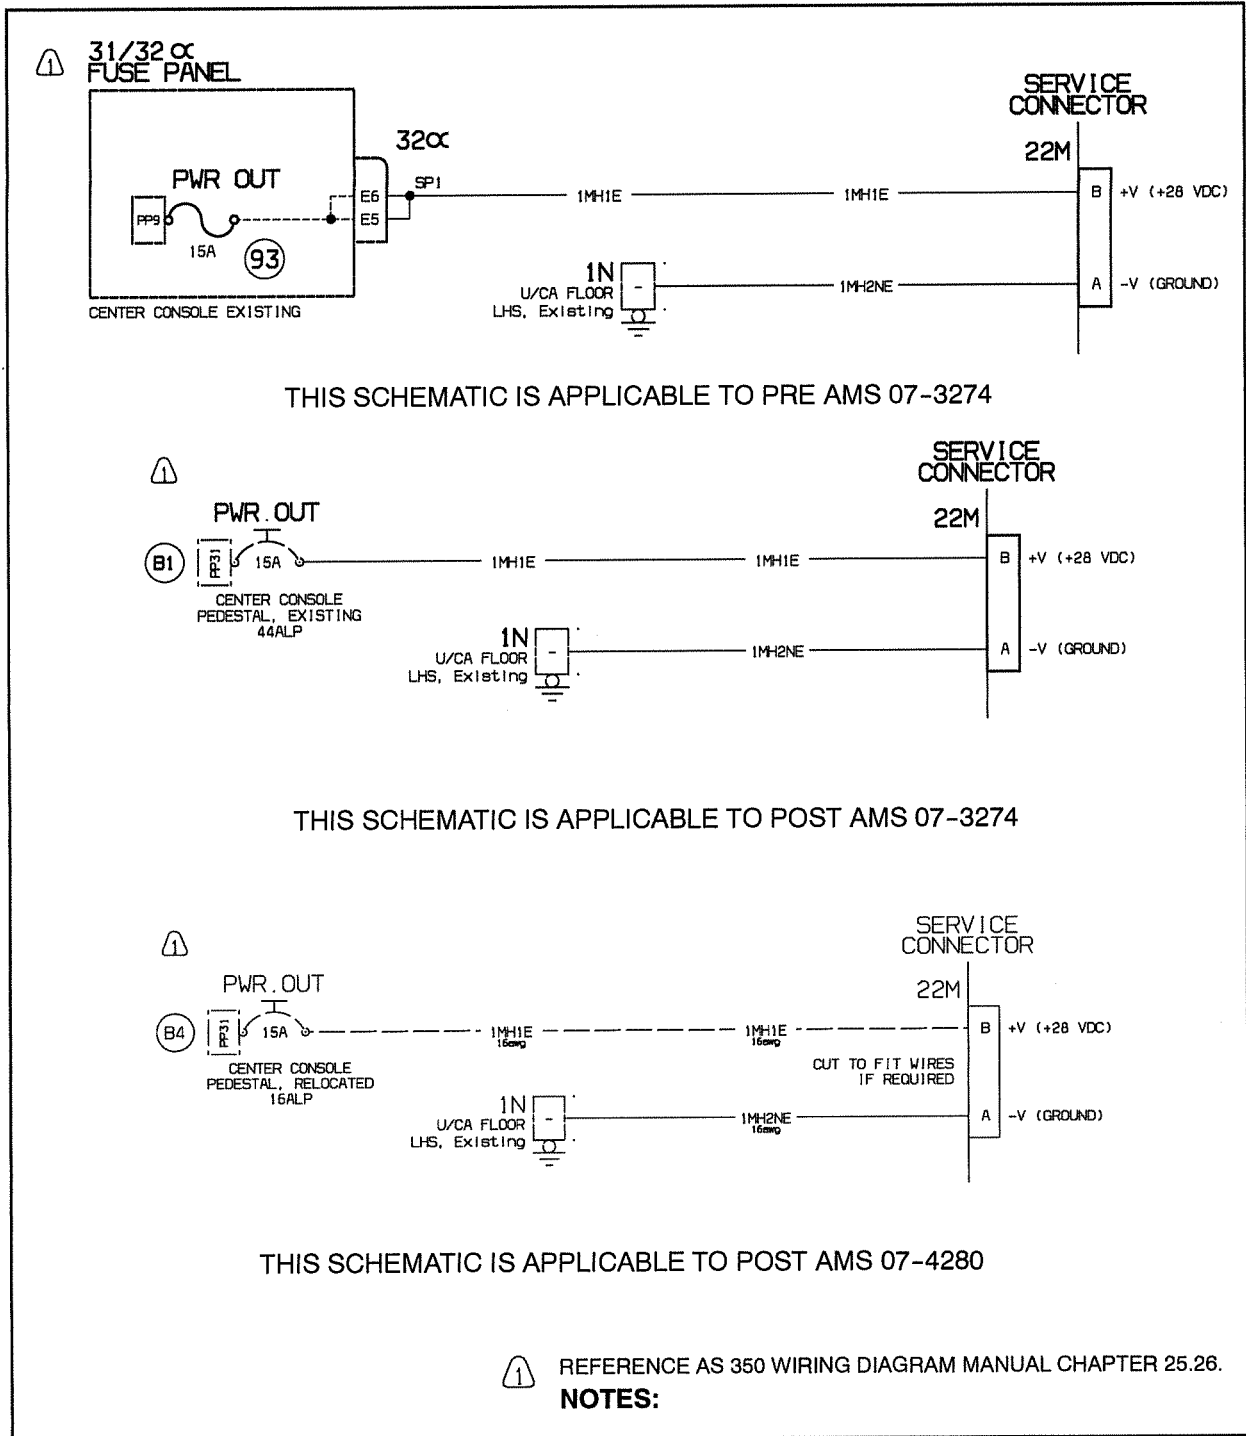 1
31/32 α
FUSE PANEL
SERVICE
CONNECTOR
32α
22M
PWR OUT
E6
SP1
1MH1E
1MH1E
B
+V (+28 VDC)
PP9
E5
15A
93
1N
U/CA FLOOR
LHS, Existing
-
1MH2NE
A
-V (GROUND)
CENTER CONSOLE EXISTING
THIS SCHEMATIC IS APPLICABLE TO PRE AMS 07-3274
SERVICE
CONNECTOR
1
PWR.OUT
22M
B1
PP31
15A
1MH1E
1MH1E
B
+V (+28 VDC)
CENTER CONSOLE
PEDESTAL, EXISTING
44ALP
1N
U/CA FLOOR
LHS, Existing
-
1MH2NE
A
-V (GROUND)
THIS SCHEMATIC IS APPLICABLE TO POST AMS 07-3274
SERVICE
CONNECTOR
1
PWR.OUT
22M
B4
PP31
15A
1MH1E
16awg
1MH1E
16awg
B
+V (+28 VDC)
CENTER CONSOLE
PEDESTAL, RELOCATED
16ALP
CUT TO FIT WIRES
IF REQUIRED
1N
U/CA FLOOR
LHS, Existing
-
1MH2NE
16awg
A
-V (GROUND)
THIS SCHEMATIC IS APPLICABLE TO POST AMS 07-4280
1 REFERENCE AS 350 WIRING DIAGRAM MANUAL CHAPTER 25.26.
NOTES: